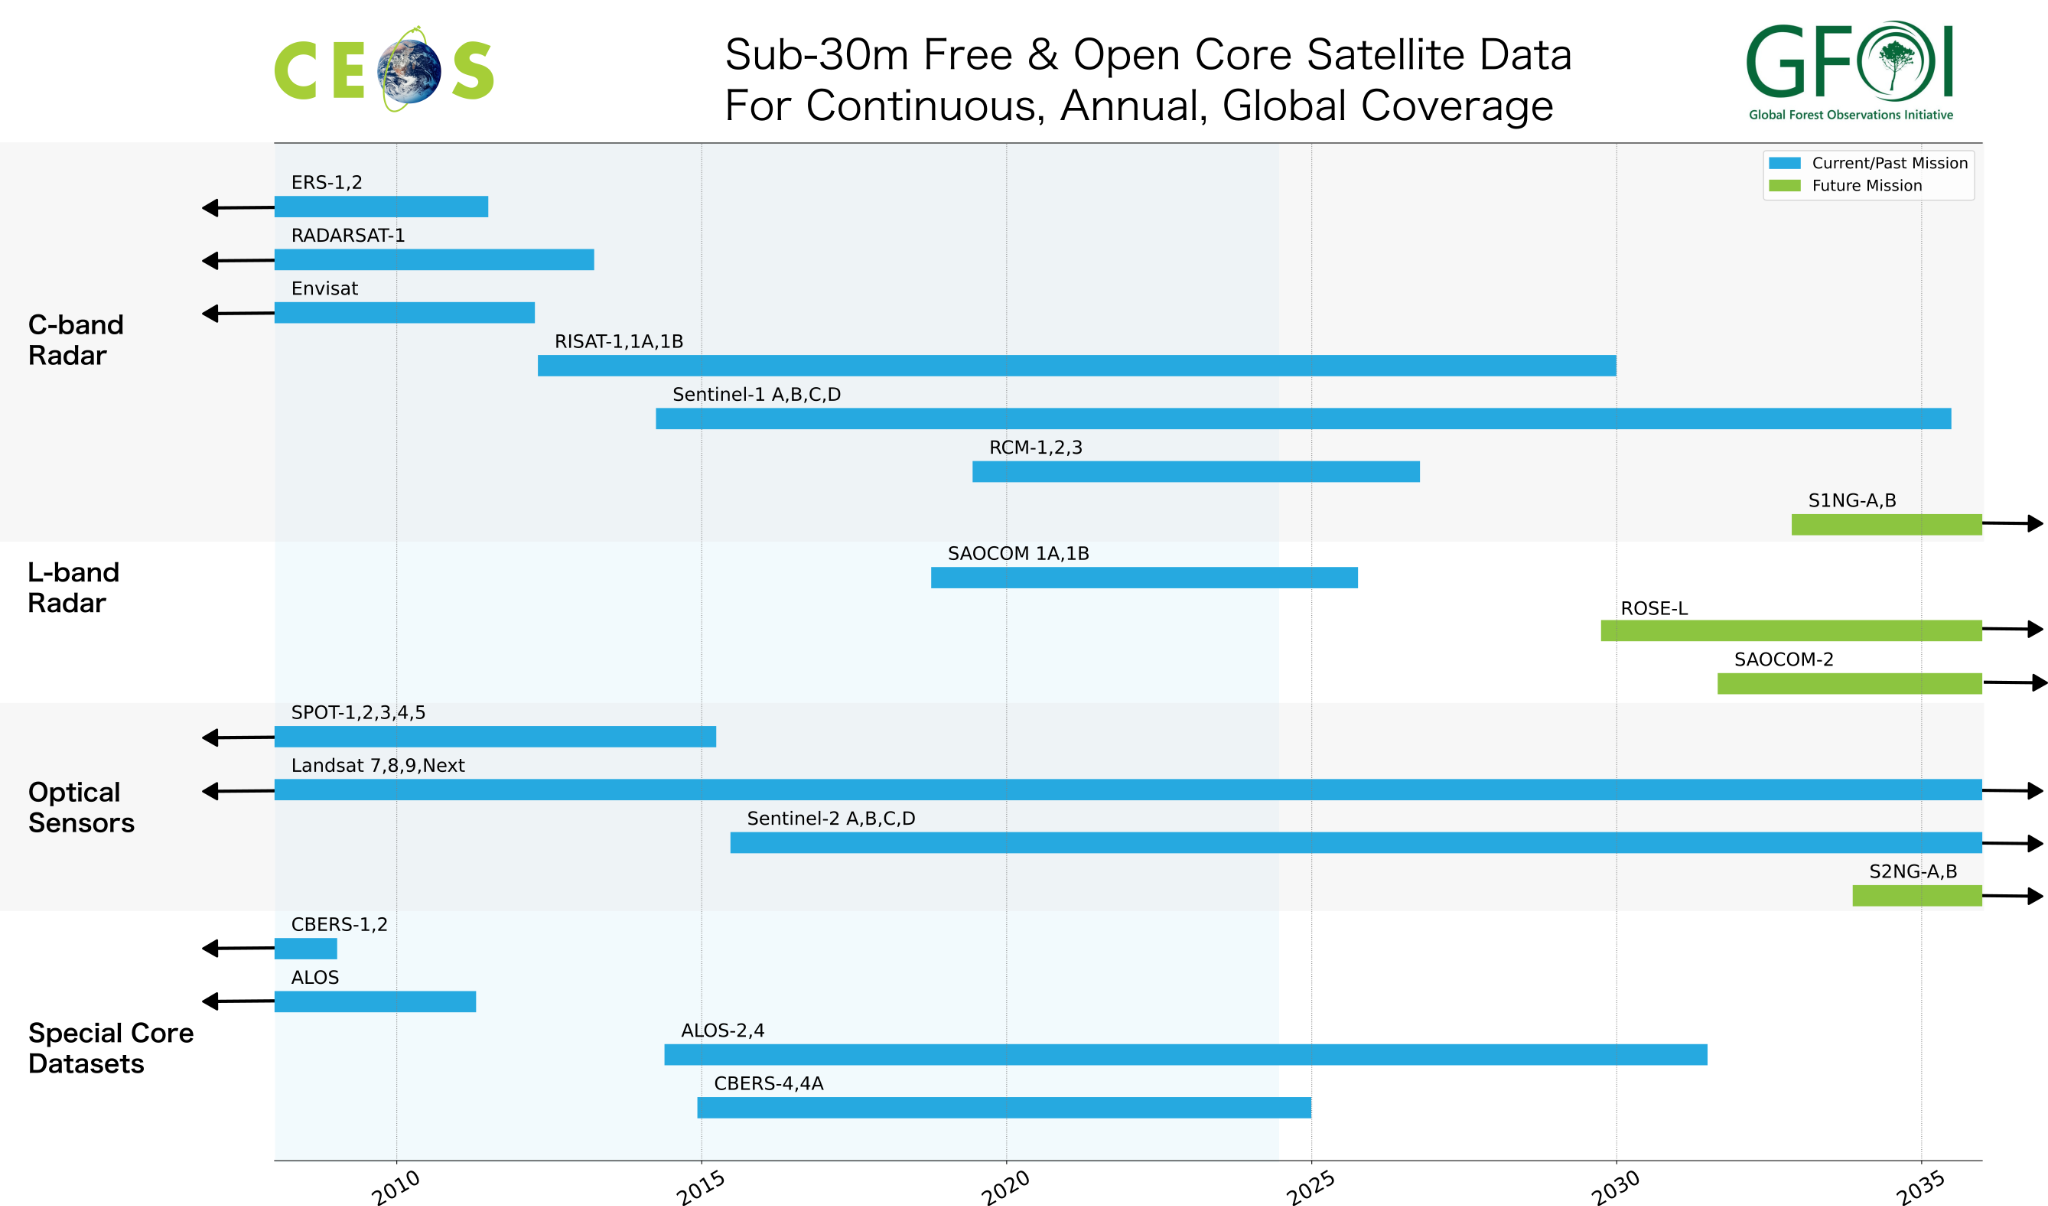 CEOS
Sub-30m Free & Open Core Satellite Data
For Continuous, Annual, Global Coverage
GFOI
Global Forest Observations Initiative
Current/Past Mission
Future Mission
C-band
Radar
ERS-1,2
RADARSAT-1
Envisat
RISAT-1,1A,1B
Sentinel-1 A,B,C,D
RCM-1,2,3
S1NG-A,B
L-band
Radar
SAOCOM 1A,1B
ROSE-L
SAOCOM-2
Optical
Sensors
SPOT-1,2,3,4,5
Landsat 7,8,9,Next
Sentinel-2 A,B,C,D
S2NG-A,B
Special Core
Datasets
CBERS-1,2
ALOS
ALOS-2,4
CBERS-4,4A
2010
2015
2020
2025
2030
2035